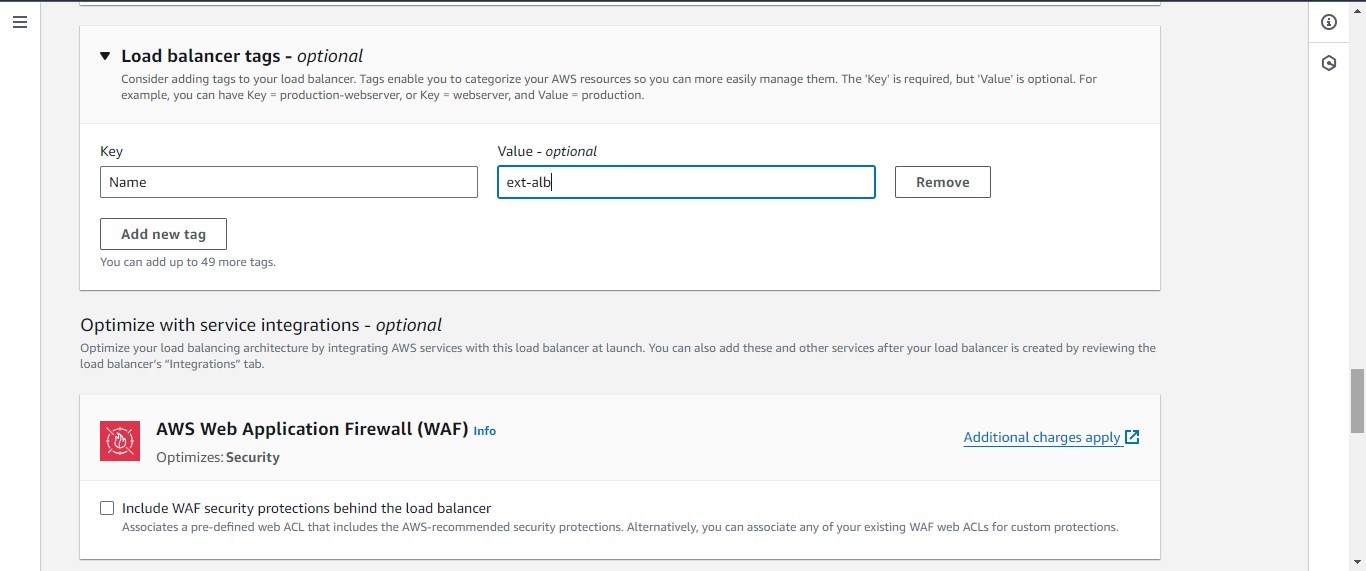 Load balancer tags - optional
Consider adding tags to your load balancer. Tags enable you to categorize your AWS resources so you can more easily manage them. The 'Key' is required, but 'Value' is optional. For
example, you can have Key = production-webserver, or Key = webserver, and Value = production.
Key
Value - optional
Name
ext-alb
Remove
Add new tag
You can add up to 49 more tags.
Optimize with service integrations - optional
Optimize your load balancing architecture by integrating AWS services with this load balancer at launch. You can also add these and other services after your load balancer is created by reviewing the
load balancer's “Integrations” tab.
AWS Web Application Firewall (WAF) Info
Additional charges apply
Optimizes: Security
Include WAF security protections behind the load balancer
Associates a pre-defined web ACL that includes the AWS-recommended security protections. Alternatively, you can associate any of your existing WAF web ACLs for custom protections.